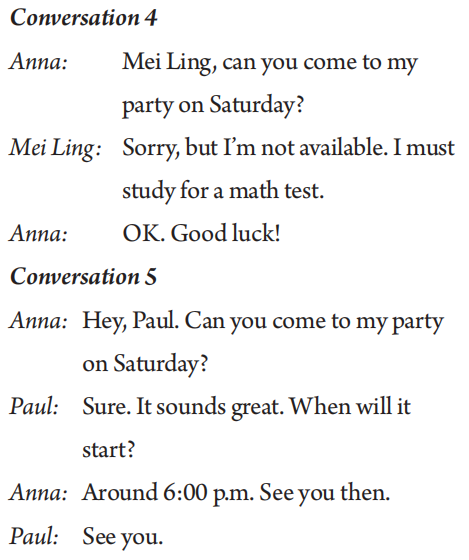 Conversation 4
Anna: Mei Ling, can you come to my
party on Saturday?
Mei Ling: Sorry, but I'm not available. I must
study for a math test.
Anna: OK. Good luck!
Conversation 5
Anna: Hey, Paul. Can you come to my party
on Saturday?
Paul: Sure. It sounds great. When will it
start?
Anna: Around 6:00 p.m. See you then.
Paul: See you.